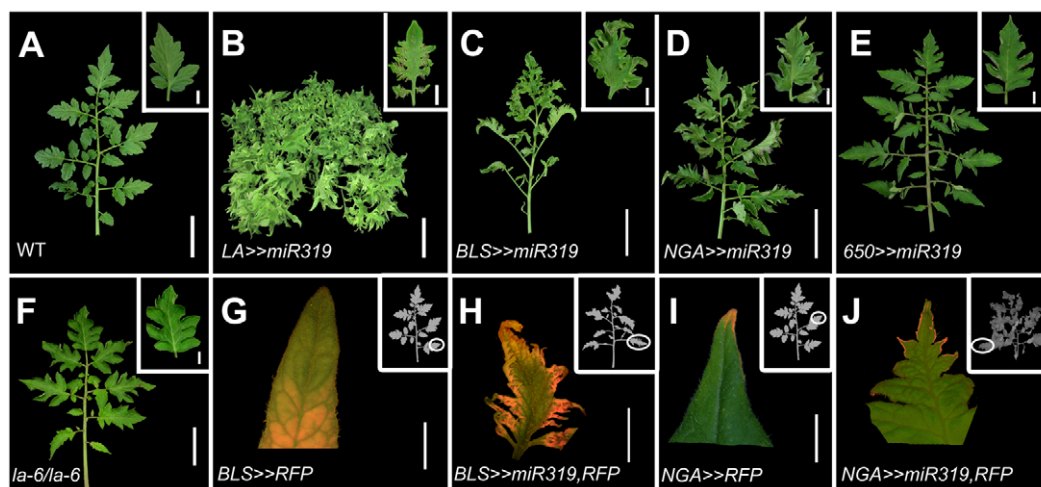 A
B
C
D
E
WT
LA>>miR319
BLS>>miR319
NGA>>miR319
650>>miR319
F
G
H
I
J
la-6/la-6
BLS>>RFP
BLS>>miR319,RFP
NGA>>RFP
NGA>>miR319,RFP